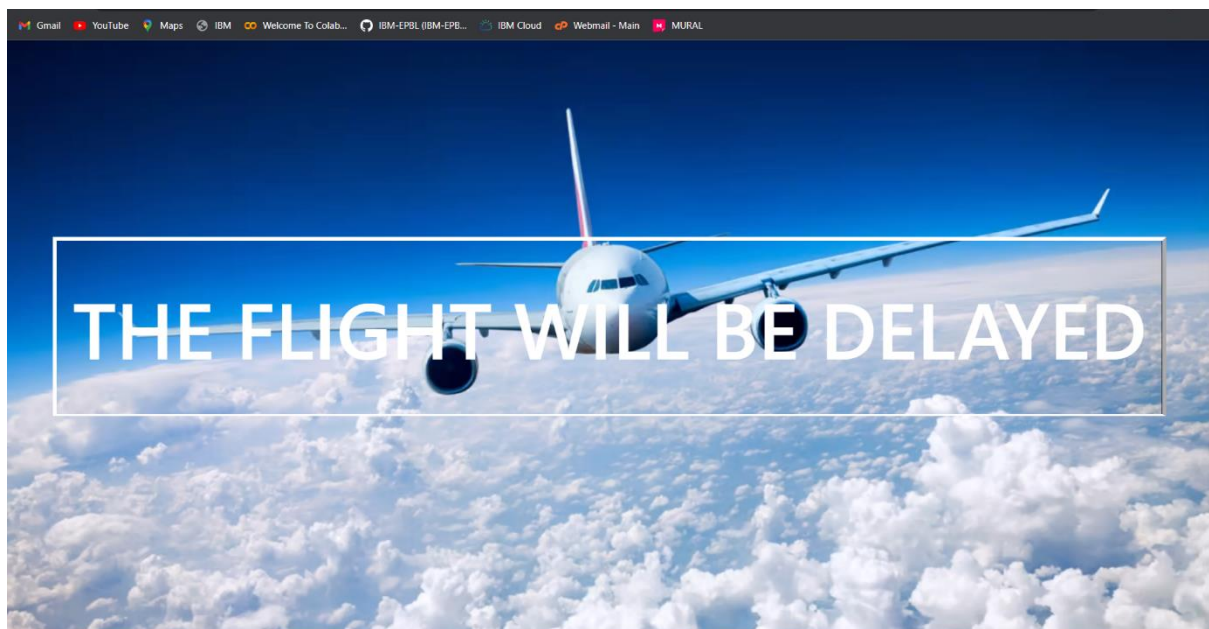 Gmail YouTube Maps IBM Welcome To Colab... IBM-EPBL (IBM-EPB... IBM Cloud Webmail - Main MURAL
THE FLIGHT WILL BE DELAYED